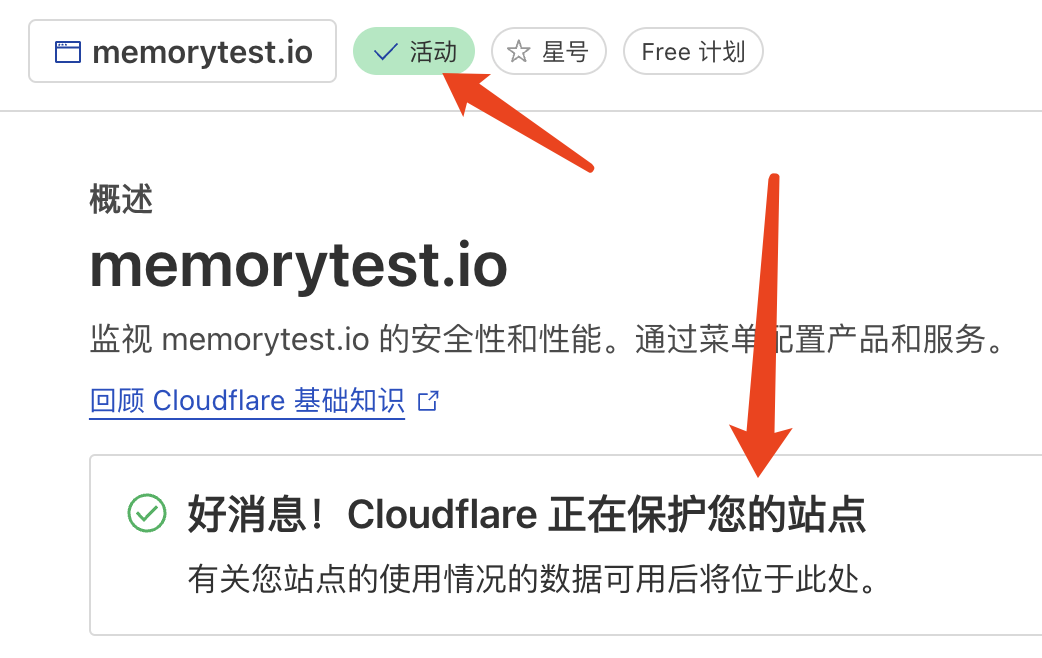 memorytest.io 活动 星号 Free 计划
概述
memorytest.io
监视 memorytest.io 的安全性和性能。通过菜单配置产品和服务。
回顾 Cloudflare 基础知识
好消息！Cloudflare 正在保护您的站点
有关您站点的使用情况的数据可用后将位于此处。